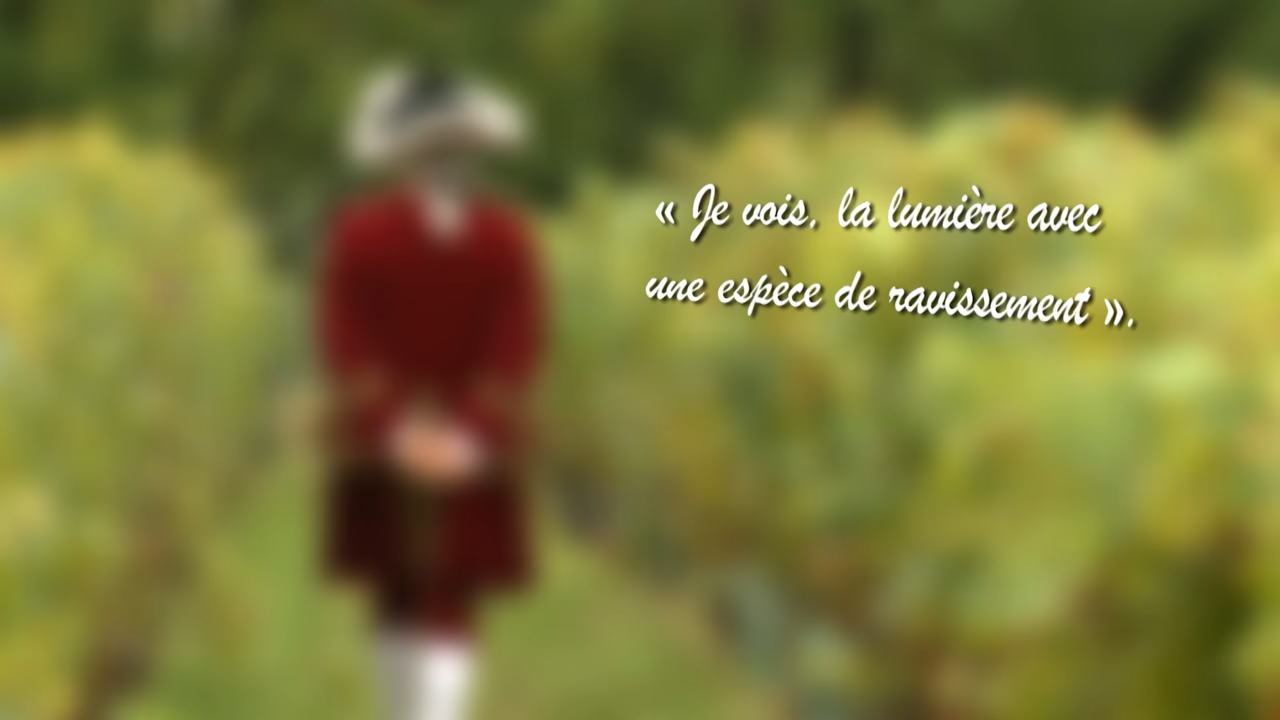 « Je vois, la lumière avec
une espèce de ravissement ».